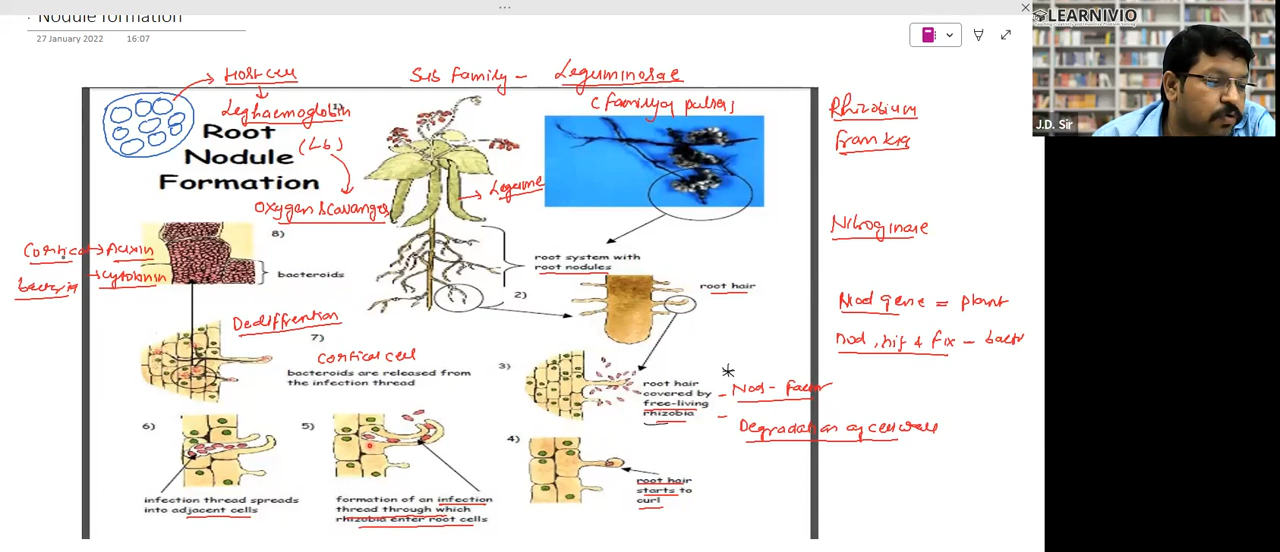 Nodule formation
27 January 2022 16:07
LEARNIVIO
J.D. Sir
Host cell
Sub family - Leguminosae
Leghaemoglobin
1)
(family of pulses)
Rhizobium
Frankia
Root
Nodule
Formation
(Lb)
Legume
Oxygen scavanger
Nitroginase
Cortical → Auxin
bacteria → Cytokinin
8)
bacteroids
root system with
root nodules
2)
root hair
Nod gene = plant
Nod, nif & fix - bact
Dediffrention
7)
Cortical cell
bacteroids are released from
the infection thread
3)
root hair
covered by
free-living
rhizobia
- Nod - factor
- Degradation of cell wall
6)
5)
4)
infection thread spreads
into adjacent cells
formation of an infection
thread through which
rhizobia enter root cells
root hair
starts to
curl